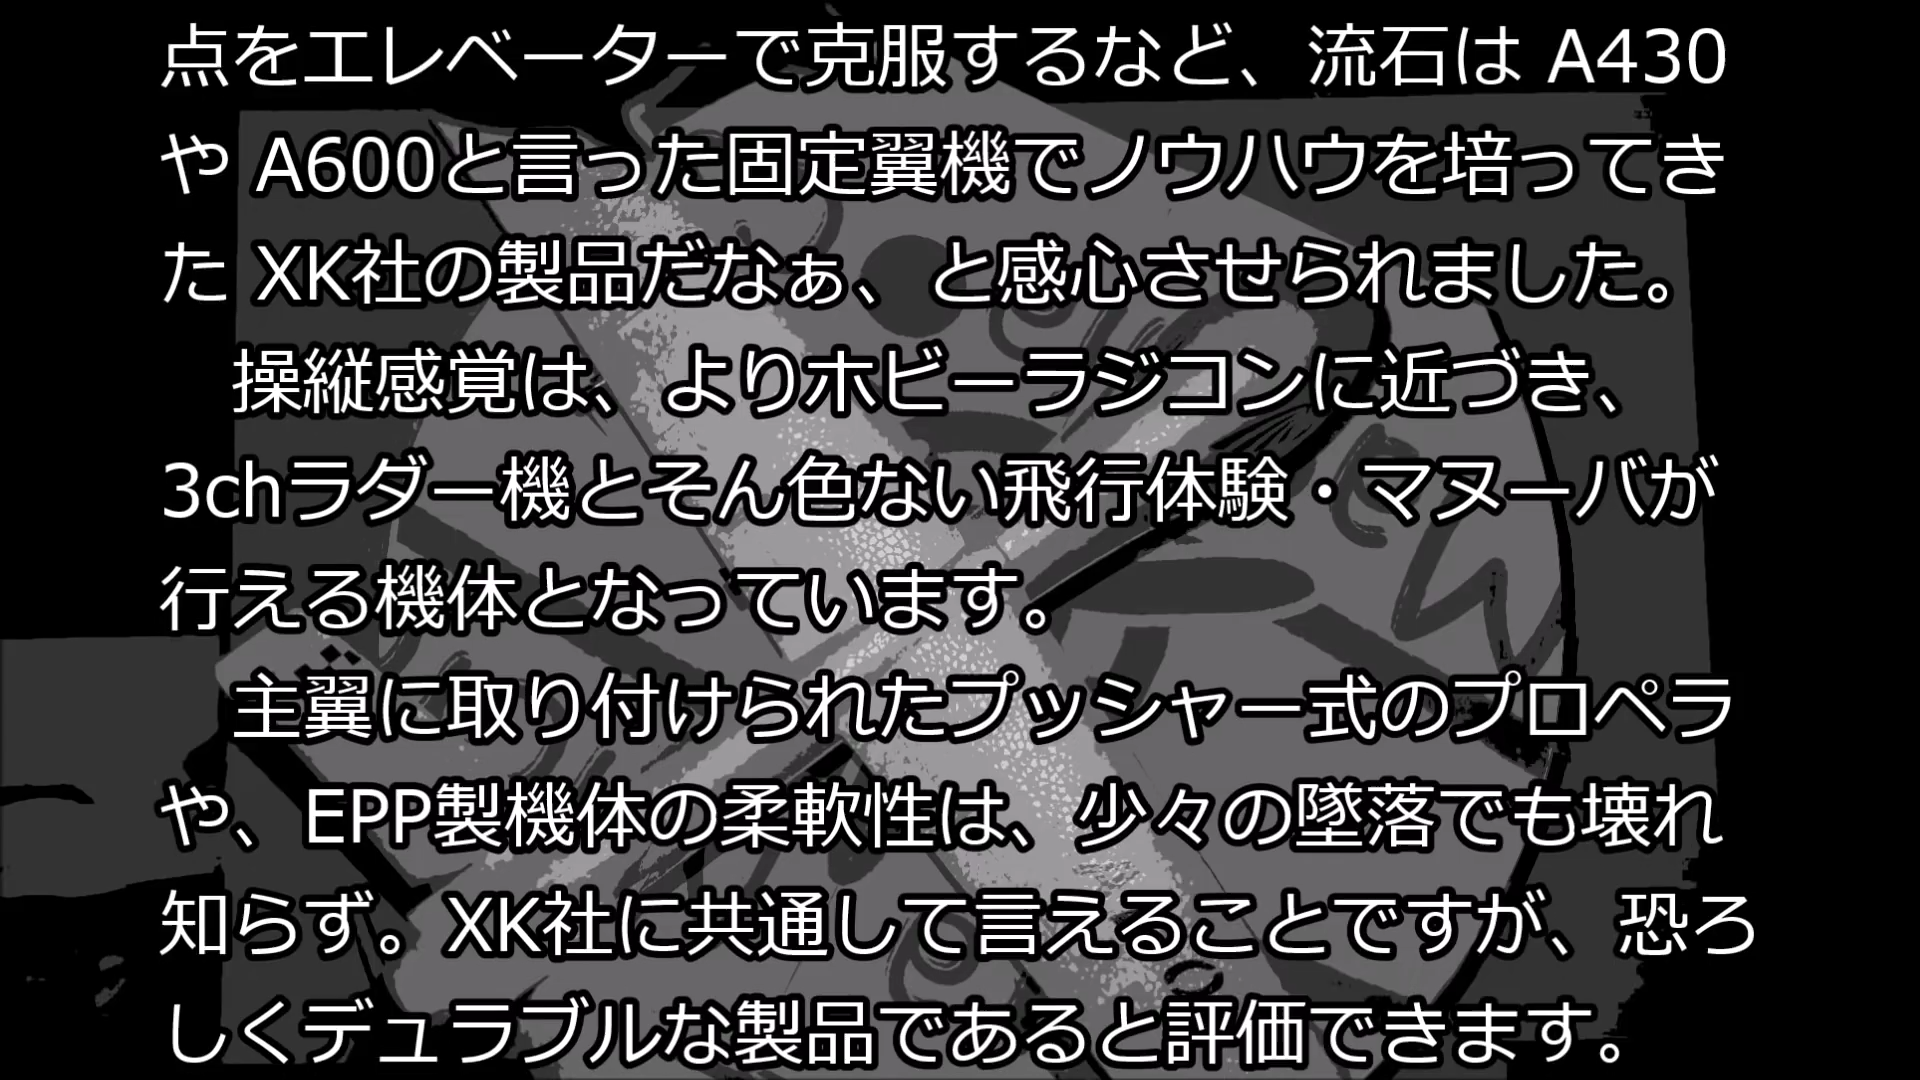 点をエレベーターで克服するなど、流石は A430
や A600と言った固定翼機でノウハウを培ってき
た XK社の製品だなぁ、と感心させられました。
　操縦感覚は、よりホビーラジコンに近づき、
3chラダー機とそん色ない飛行体験・マヌーバが
行える機体となっています。
　主翼に取り付けられたプッシャー式のプロペラ
や、EPP製機体の柔軟性は、少々の墜落でも壊れ
知らず。XK社に共通して言えることですが、恐ろ
しくデュラブルな製品であると評価できます。